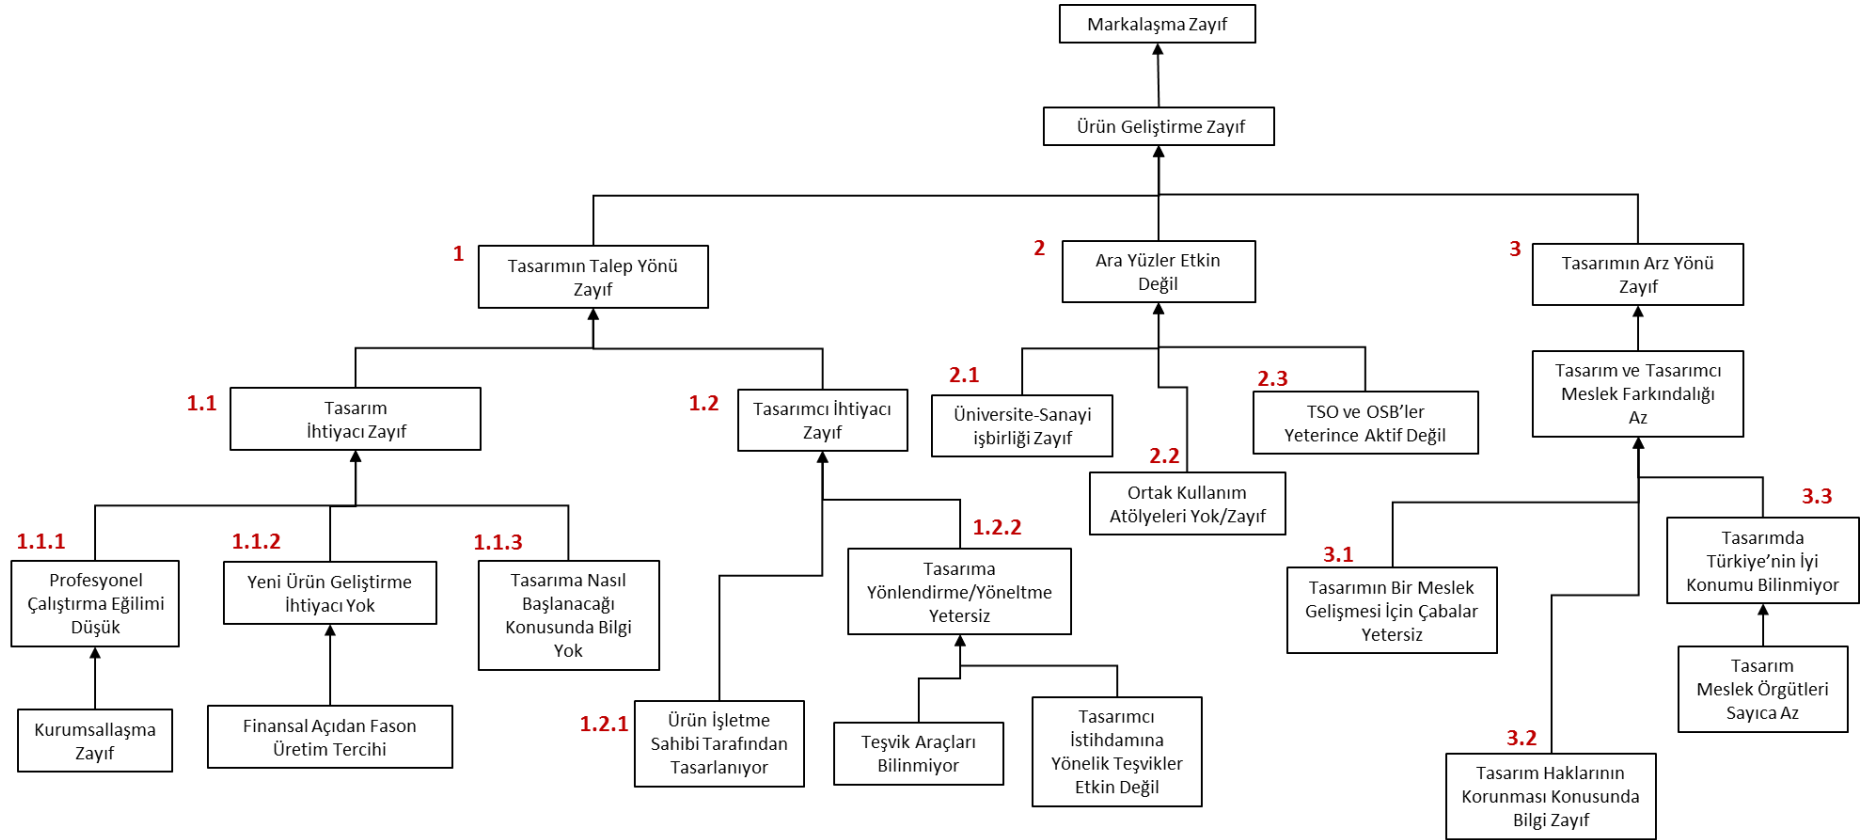 Markalaşma Zayıf
Ürün Geliştirme Zayıf
1
Tasarımın Talep Yönü
Zayıf
2
Ara Yüzler Etkin
Değil
3
Tasarımın Arz Yönü
Zayıf
1.1
Tasarım
İhtiyacı Zayıf
1.2
Tasarımcı İhtiyacı
Zayıf
2.1
Üniversite-Sanayi
işbirliği Zayıf
2.2
Ortak Kullanım
Atölyeleri Yok/Zayıf
2.3
TSO ve OSB’ler
Yeterince Aktif Değil
Tasarım ve Tasarımcı
Meslek Farkındalığı
Az
1.1.1
Profesyonel
Çalıştırma Eğilimi
Düşük
1.1.2
Yeni Ürün Geliştirme
İhtiyacı Yok
1.1.3
Tasarıma Nasıl
Başlanacağı
Konusunda Bilgi
Yok
1.2.2
Tasarıma
Yönlendirme/Yöneltme
Yetersiz
3.1
Tasarımın Bir Meslek
Gelişmesi İçin Çabalar
Yetersiz
3.3
Tasarımda
Türkiye’nin İyi
Konumu Bilinmiyor
Kurumsallaşma
Zayıf
Finansal Açıdan Fason
Üretim Tercihi
1.2.1
Ürün İşletme
Sahibi Tarafından
Tasarlanıyor
Teşvik Araçları
Bilinmiyor
Tasarımcı
İstihdamına
Yönelik Teşvikler
Etkin Değil
3.2
Tasarım Haklarının
Korunması Konusunda
Bilgi Zayıf
Tasarım
Meslek Örgütleri
Sayıca Az